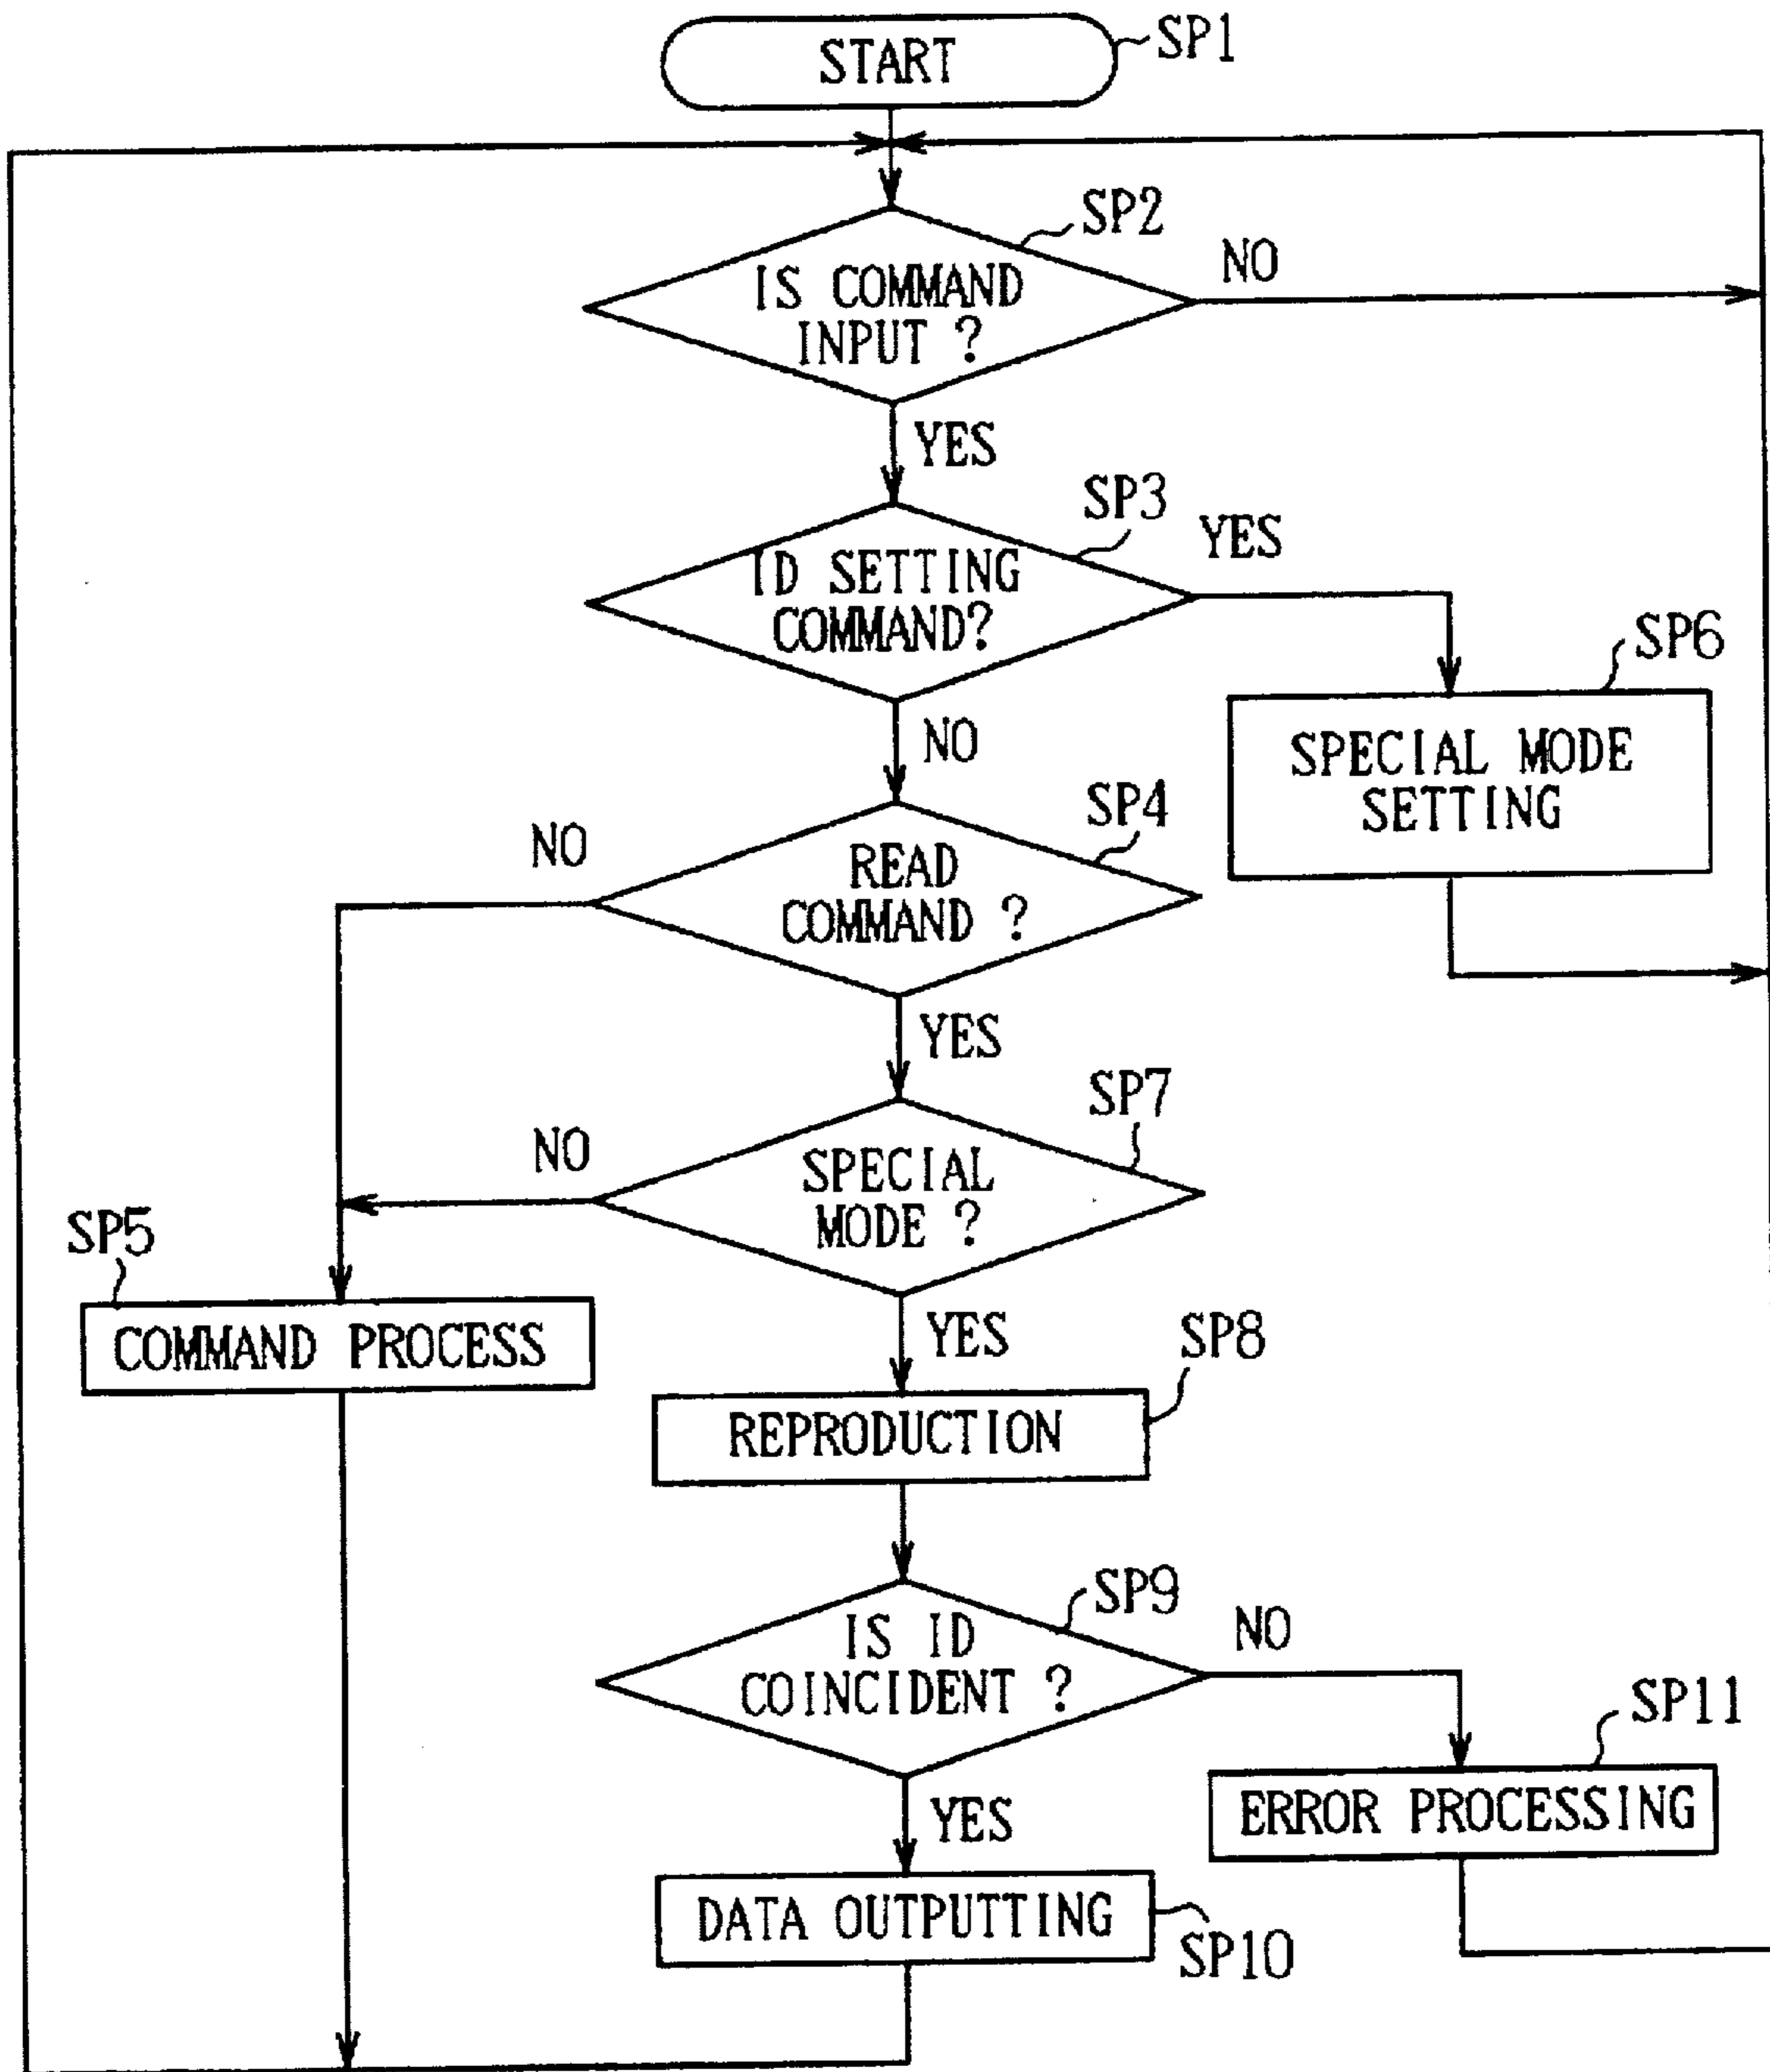 START
SP1
SP2
IS COMMAND
INPUT ?
NO
YES
SP3
ID SETTING
COMMAND?
YES
SP6
SPECIAL MODE
SETTING
NO
SP4
READ
COMMAND ?
NO
YES
SP7
SPECIAL
MODE ?
NO
SP5
COMMAND PROCESS
YES
SP8
REPRODUCTION
SP9
IS ID
COINCIDENT ?
NO
SP11
ERROR PROCESSING
YES
DATA OUTPUTTING
SP10